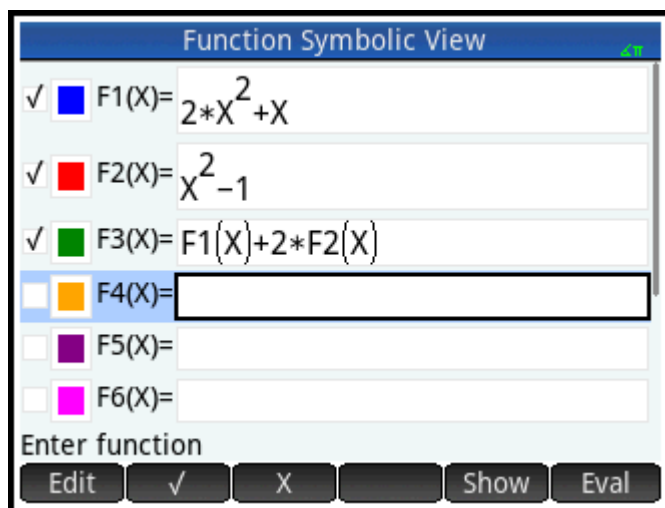 Function Symbolic View
∡π
√ F1(X)= 2*X²+X
√ F2(X)= X²−1
√ F3(X)= F1(X)+2*F2(X)
F4(X)=
F5(X)=
F6(X)=
Enter function
Edit √ X Show Eval